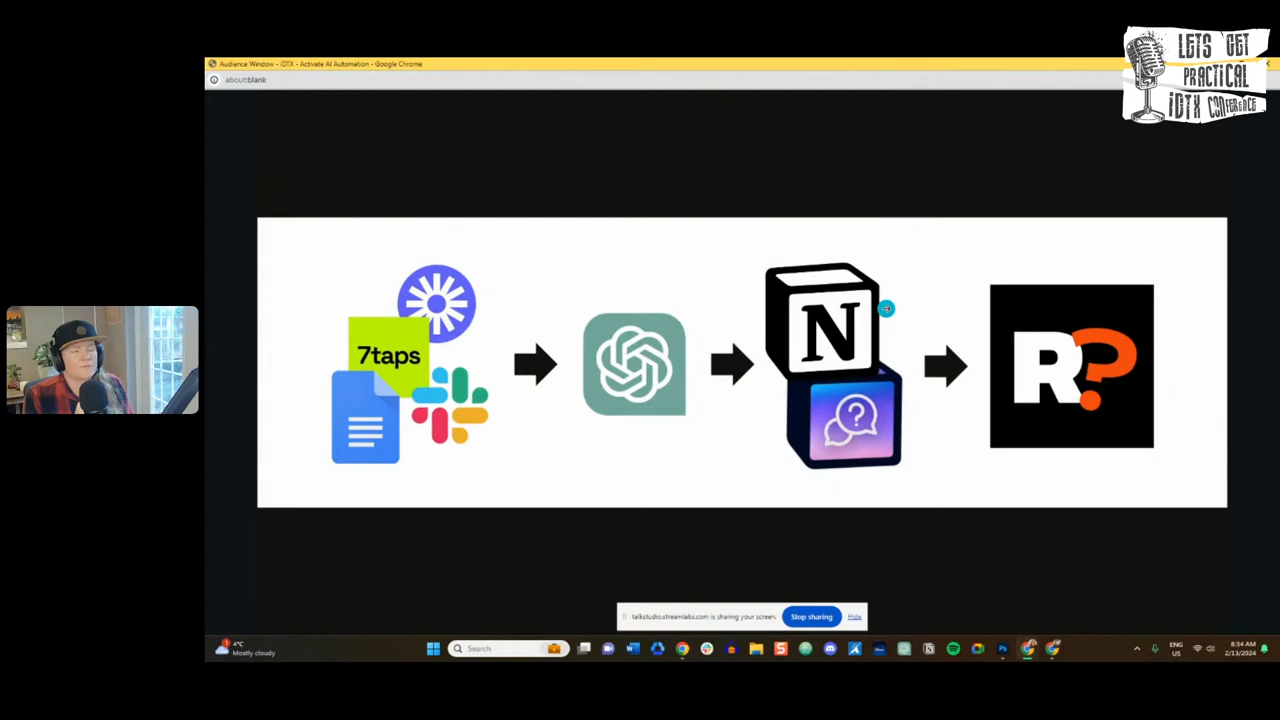 LETS GET
PRACTICAL
iDTX CONFERENCE
Audience Window - iDTX - Activate AI Automation - Google Chrome
about:blank
7taps
N
R?
talkstudio.streamlabs.com is sharing your screen.
Stop sharing
Hide
4°C
Mostly cloudy
Search
ENG
US
8:34 AM
2/13/2024